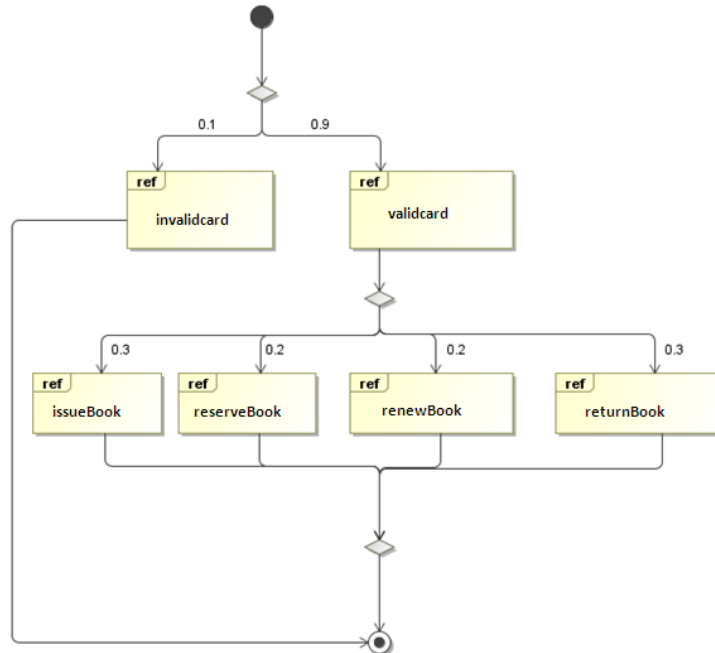 0.1 0.9
ref ref
invalidcard validcard
0.3 0.2 0.2 0.3
ref ref ref ref
issueBook reserveBook renewBook returnBook